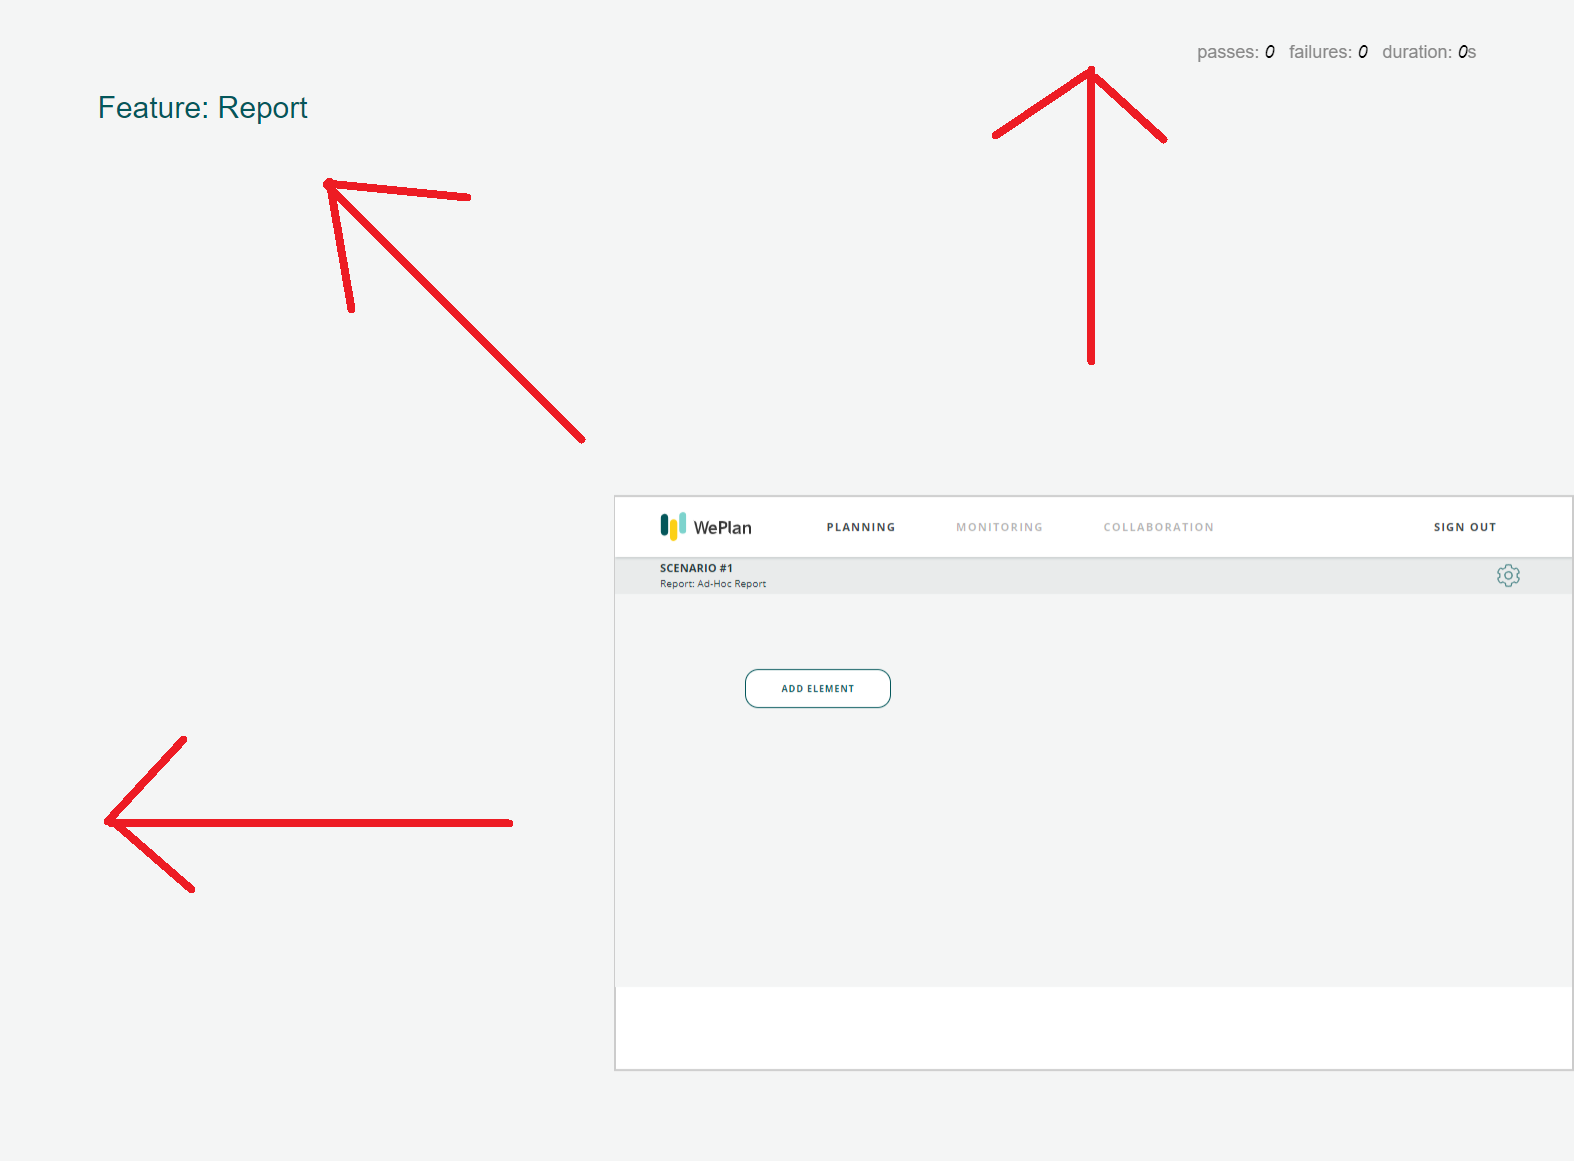 passes: 0 failures: 0 duration: 0s
Feature: Report
WePlan PLANNING MONITORING COLLABORATION SIGN OUT
SCENARIO #1
Report: Ad-Hoc Report
ADD ELEMENT